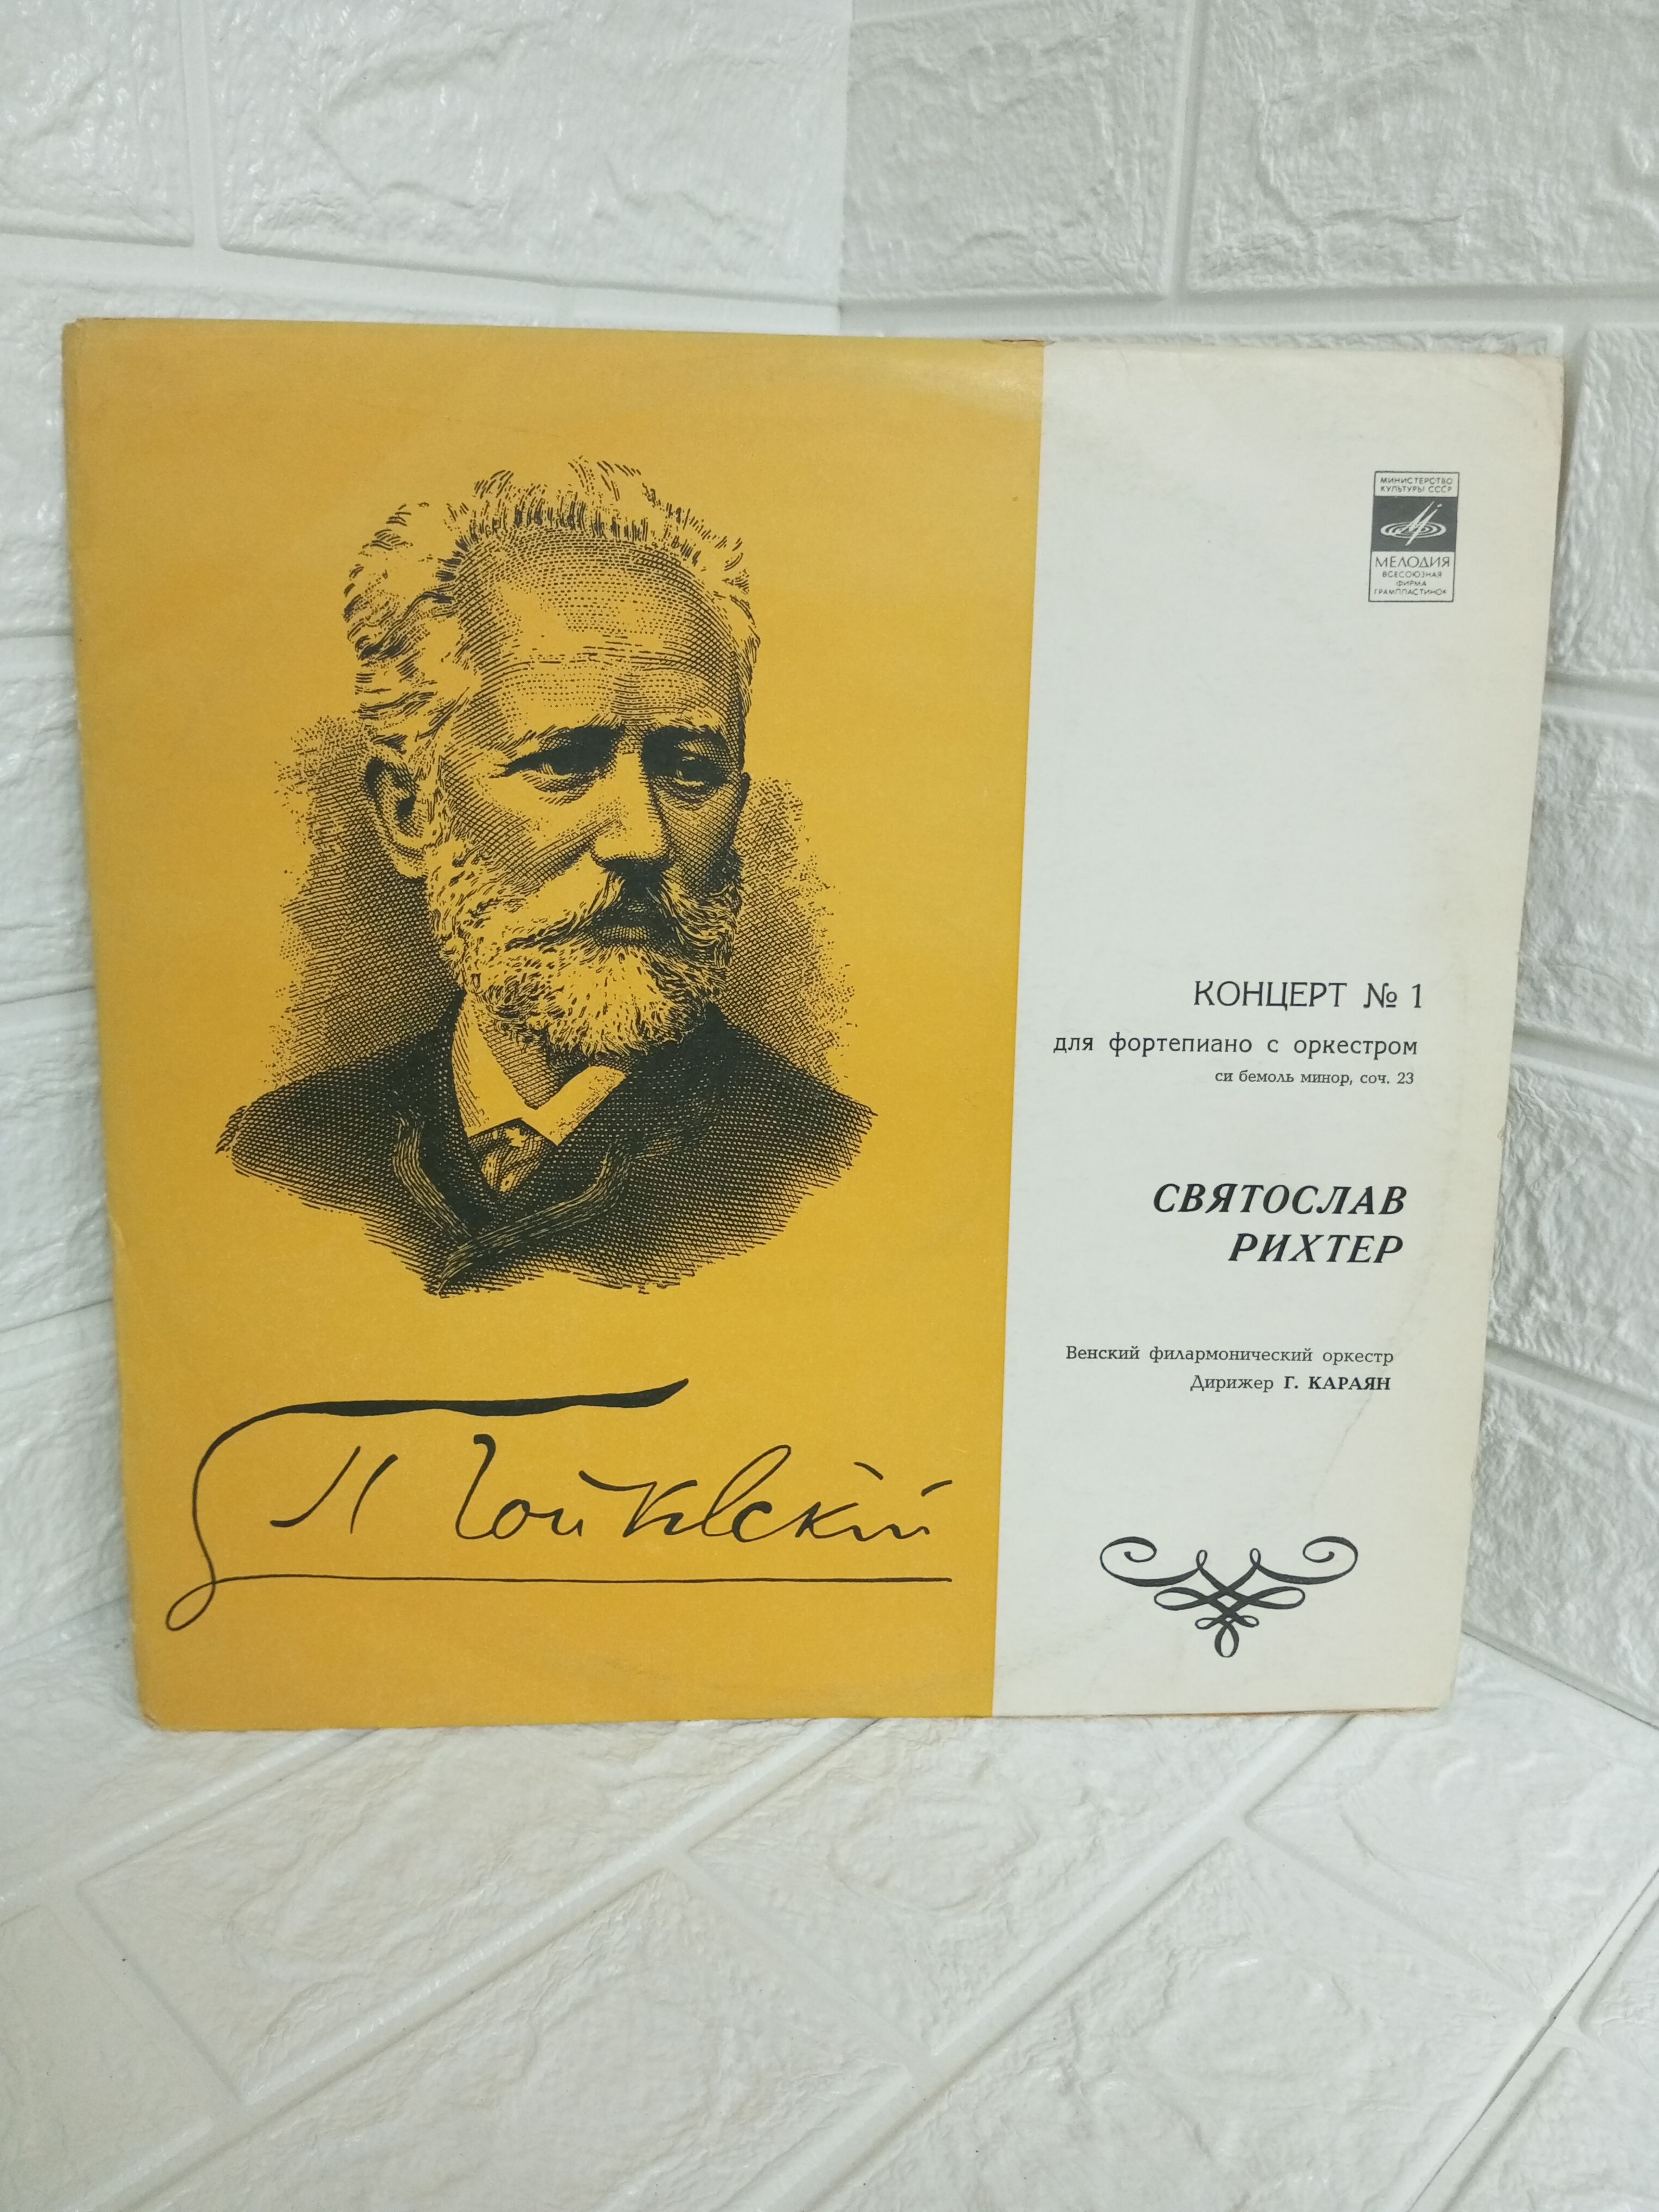 МИНИСТЕРСТВО
КУЛЬТУРЫ СССР
МЕЛОДИЯ
ВСЕСОЮЗНАЯ
ФИРМА
ГРАМПЛАСТИНОК
КОНЦЕРТ № 1
для фортепиано с оркестром
си бемоль минор, соч. 23
СВЯТОСЛАВ
РИХТЕР
Венский филармонический оркестр
Дирижер Г. КАРАЯН
П Чайковскій